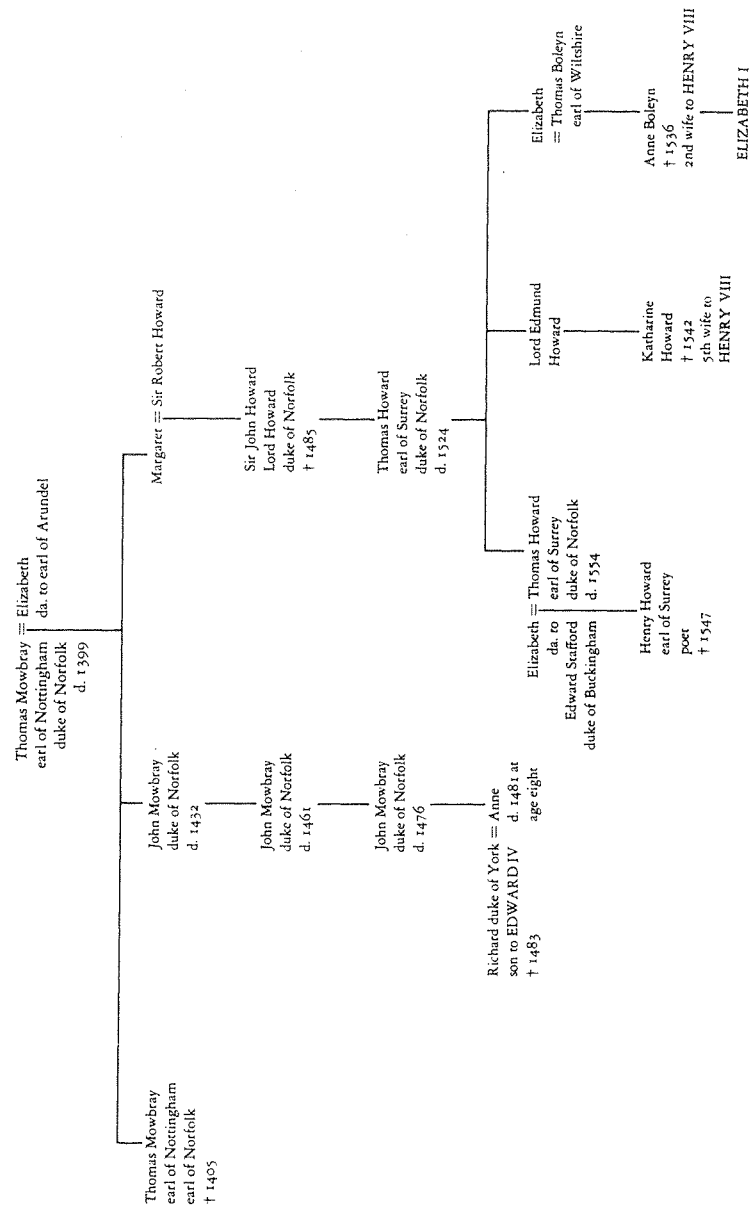 Thomas Mowbray = Elizabeth
earl of Nottingham da. to earl of Arundel
duke of Norfolk
d. 1399
Thomas Mowbray
earl of Nottingham
earl of Norfolk
† 1405
John Mowbray
duke of Norfolk
d. 1432
Margaret = Sir Robert Howard
John Mowbray
duke of Norfolk
d. 1461
Sir John Howard
Lord Howard
duke of Norfolk
† 1485
John Mowbray
duke of Norfolk
d. 1476
Thomas Howard
earl of Surrey
duke of Norfolk
d. 1524
Richard duke of York = Anne
son to EDWARD IV d. 1481 at
† 1483 age eight
Elizabeth = Thomas Howard
da. to earl of Surrey
Edward Stafford duke of Norfolk
duke of Buckingham d. 1554
Lord Edmund
Howard
Elizabeth
= Thomas Boleyn
earl of Wiltshire
Henry Howard
earl of Surrey
poet
† 1547
Katharine
Howard
† 1542
5th wife to
HENRY VIII
Anne Boleyn
† 1536
2nd wife to HENRY VIII
ELIZABETH I